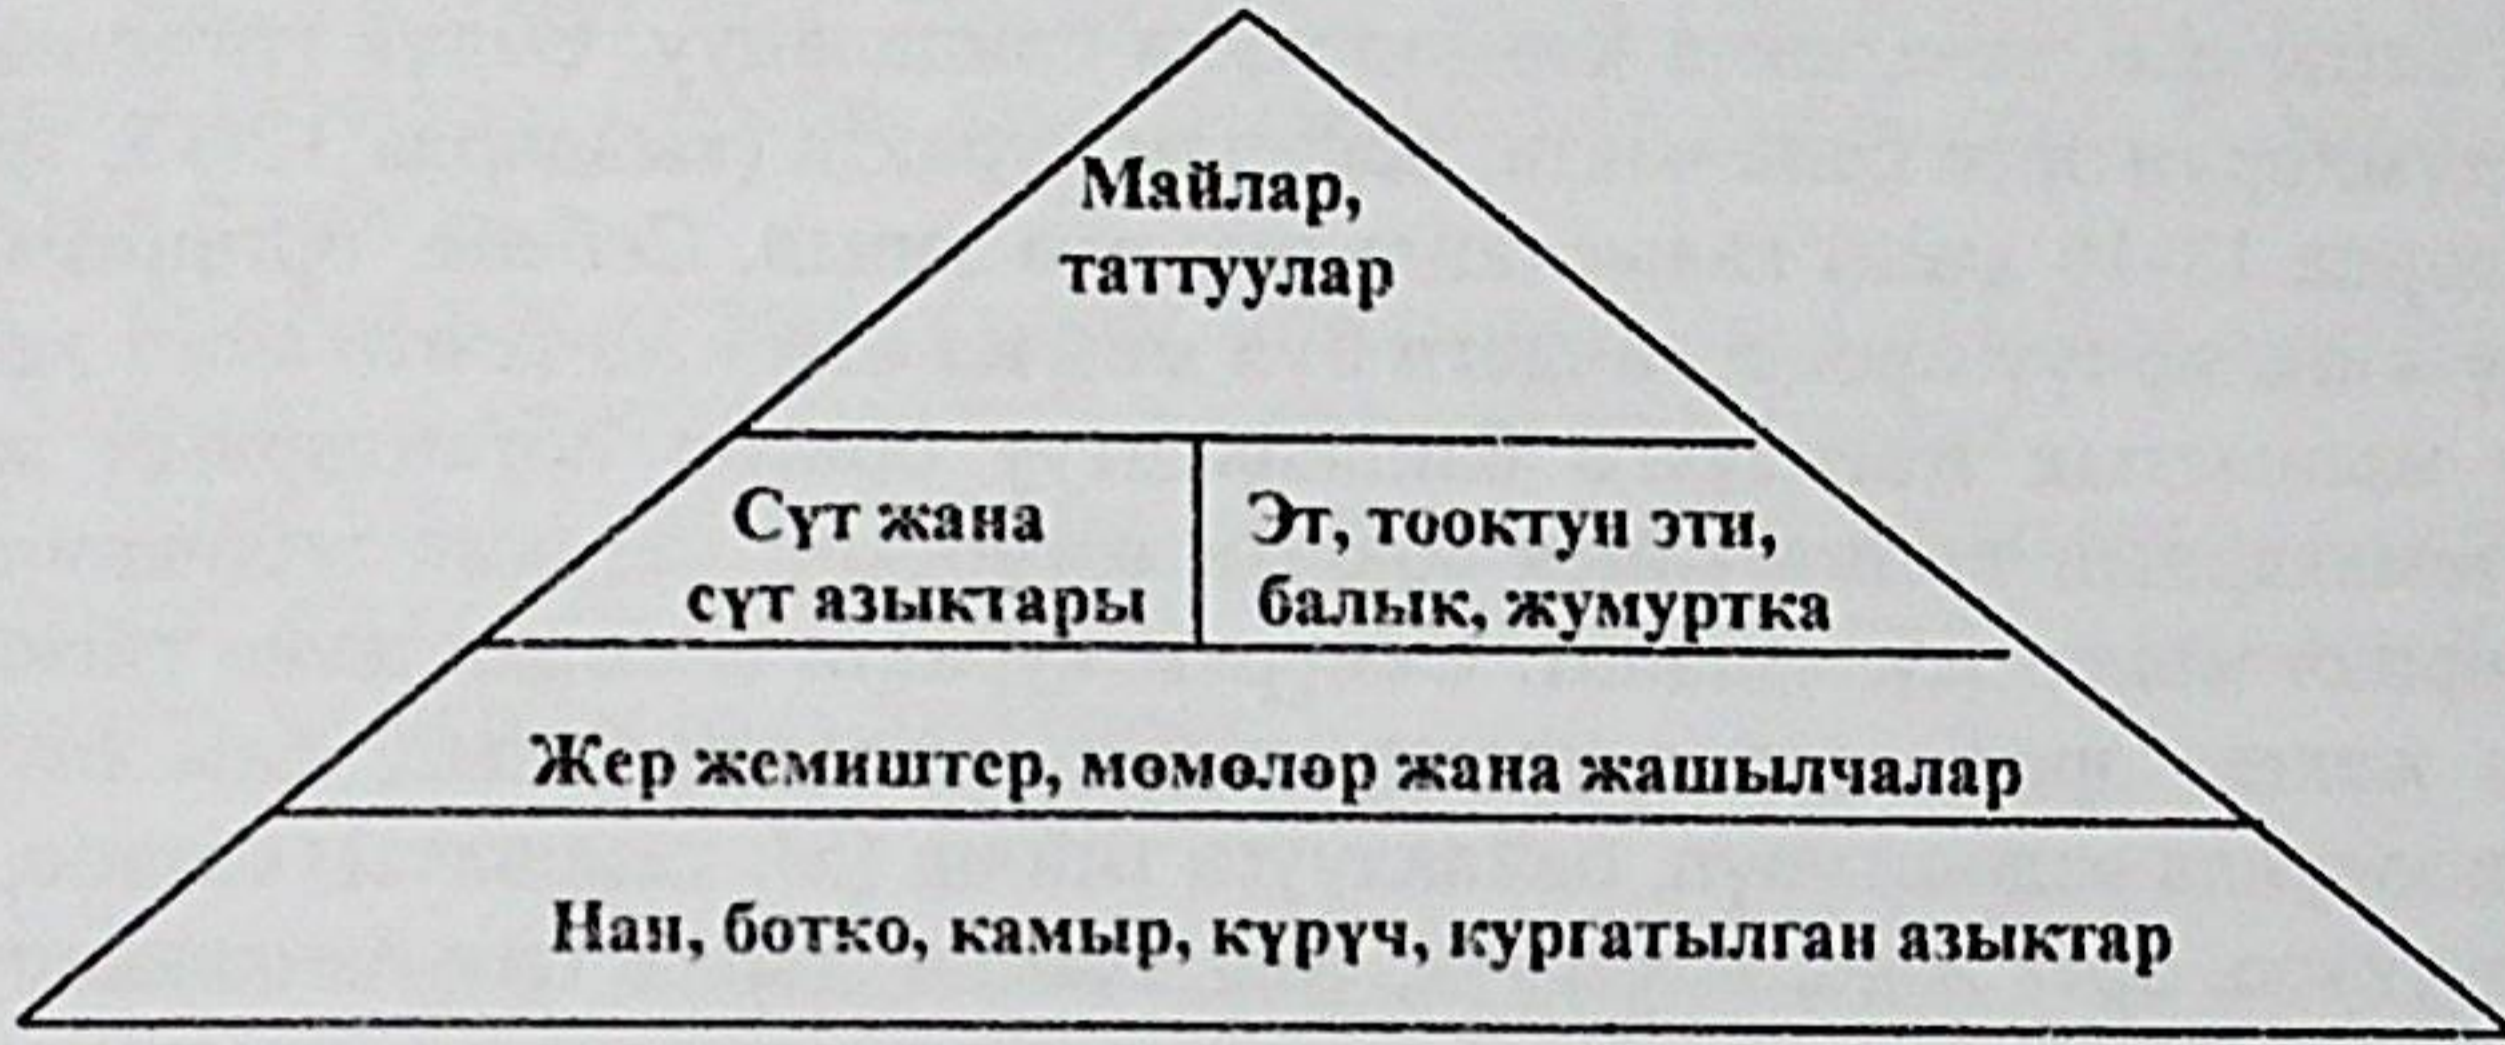 Майлар,
таттуулар
Сүт жана
сүт азыктары
Эт, тооктун эти,
балык, жумуртка
Жер жемиштер, мөмөлөр жана жашылчалар
Нан, ботко, камыр, күрүч, кургатылган азыктар